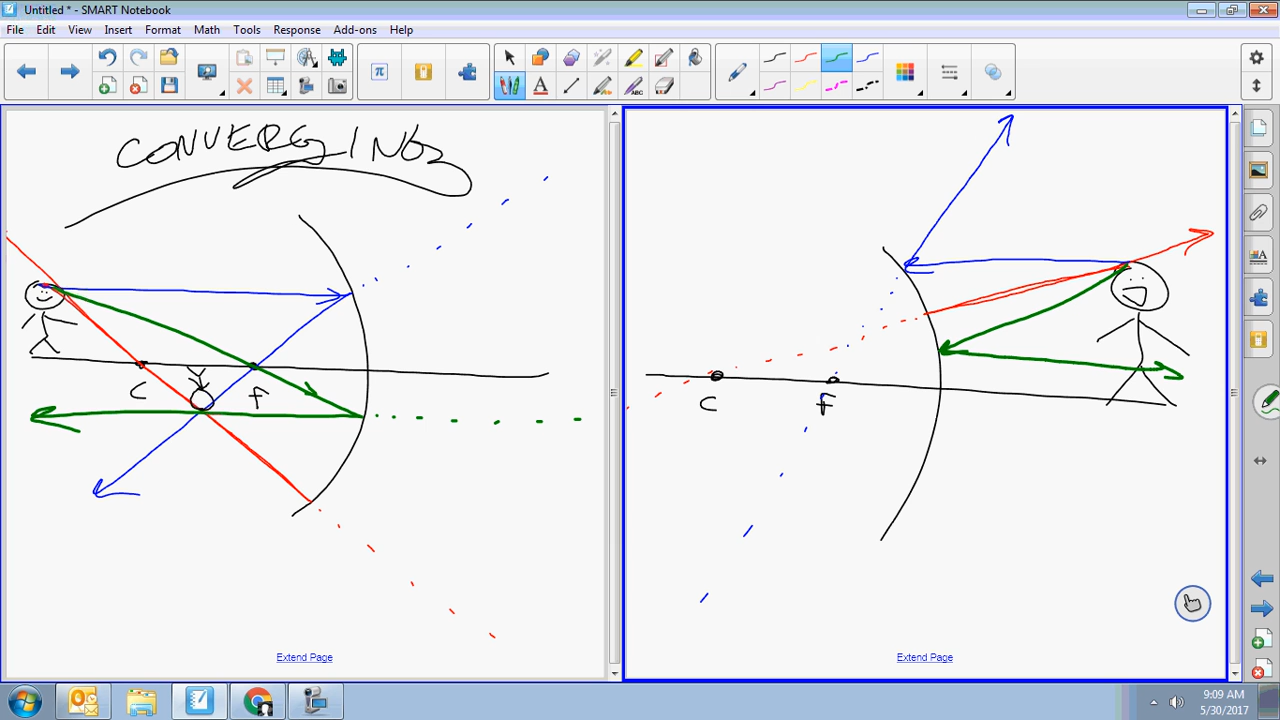 Untitled * - SMART Notebook
File Edit View Insert Format Math Tools Response Add-ons Help
CONVERGING
C
F
C
F
Extend Page
Extend Page
9:09 AM
5/30/2017